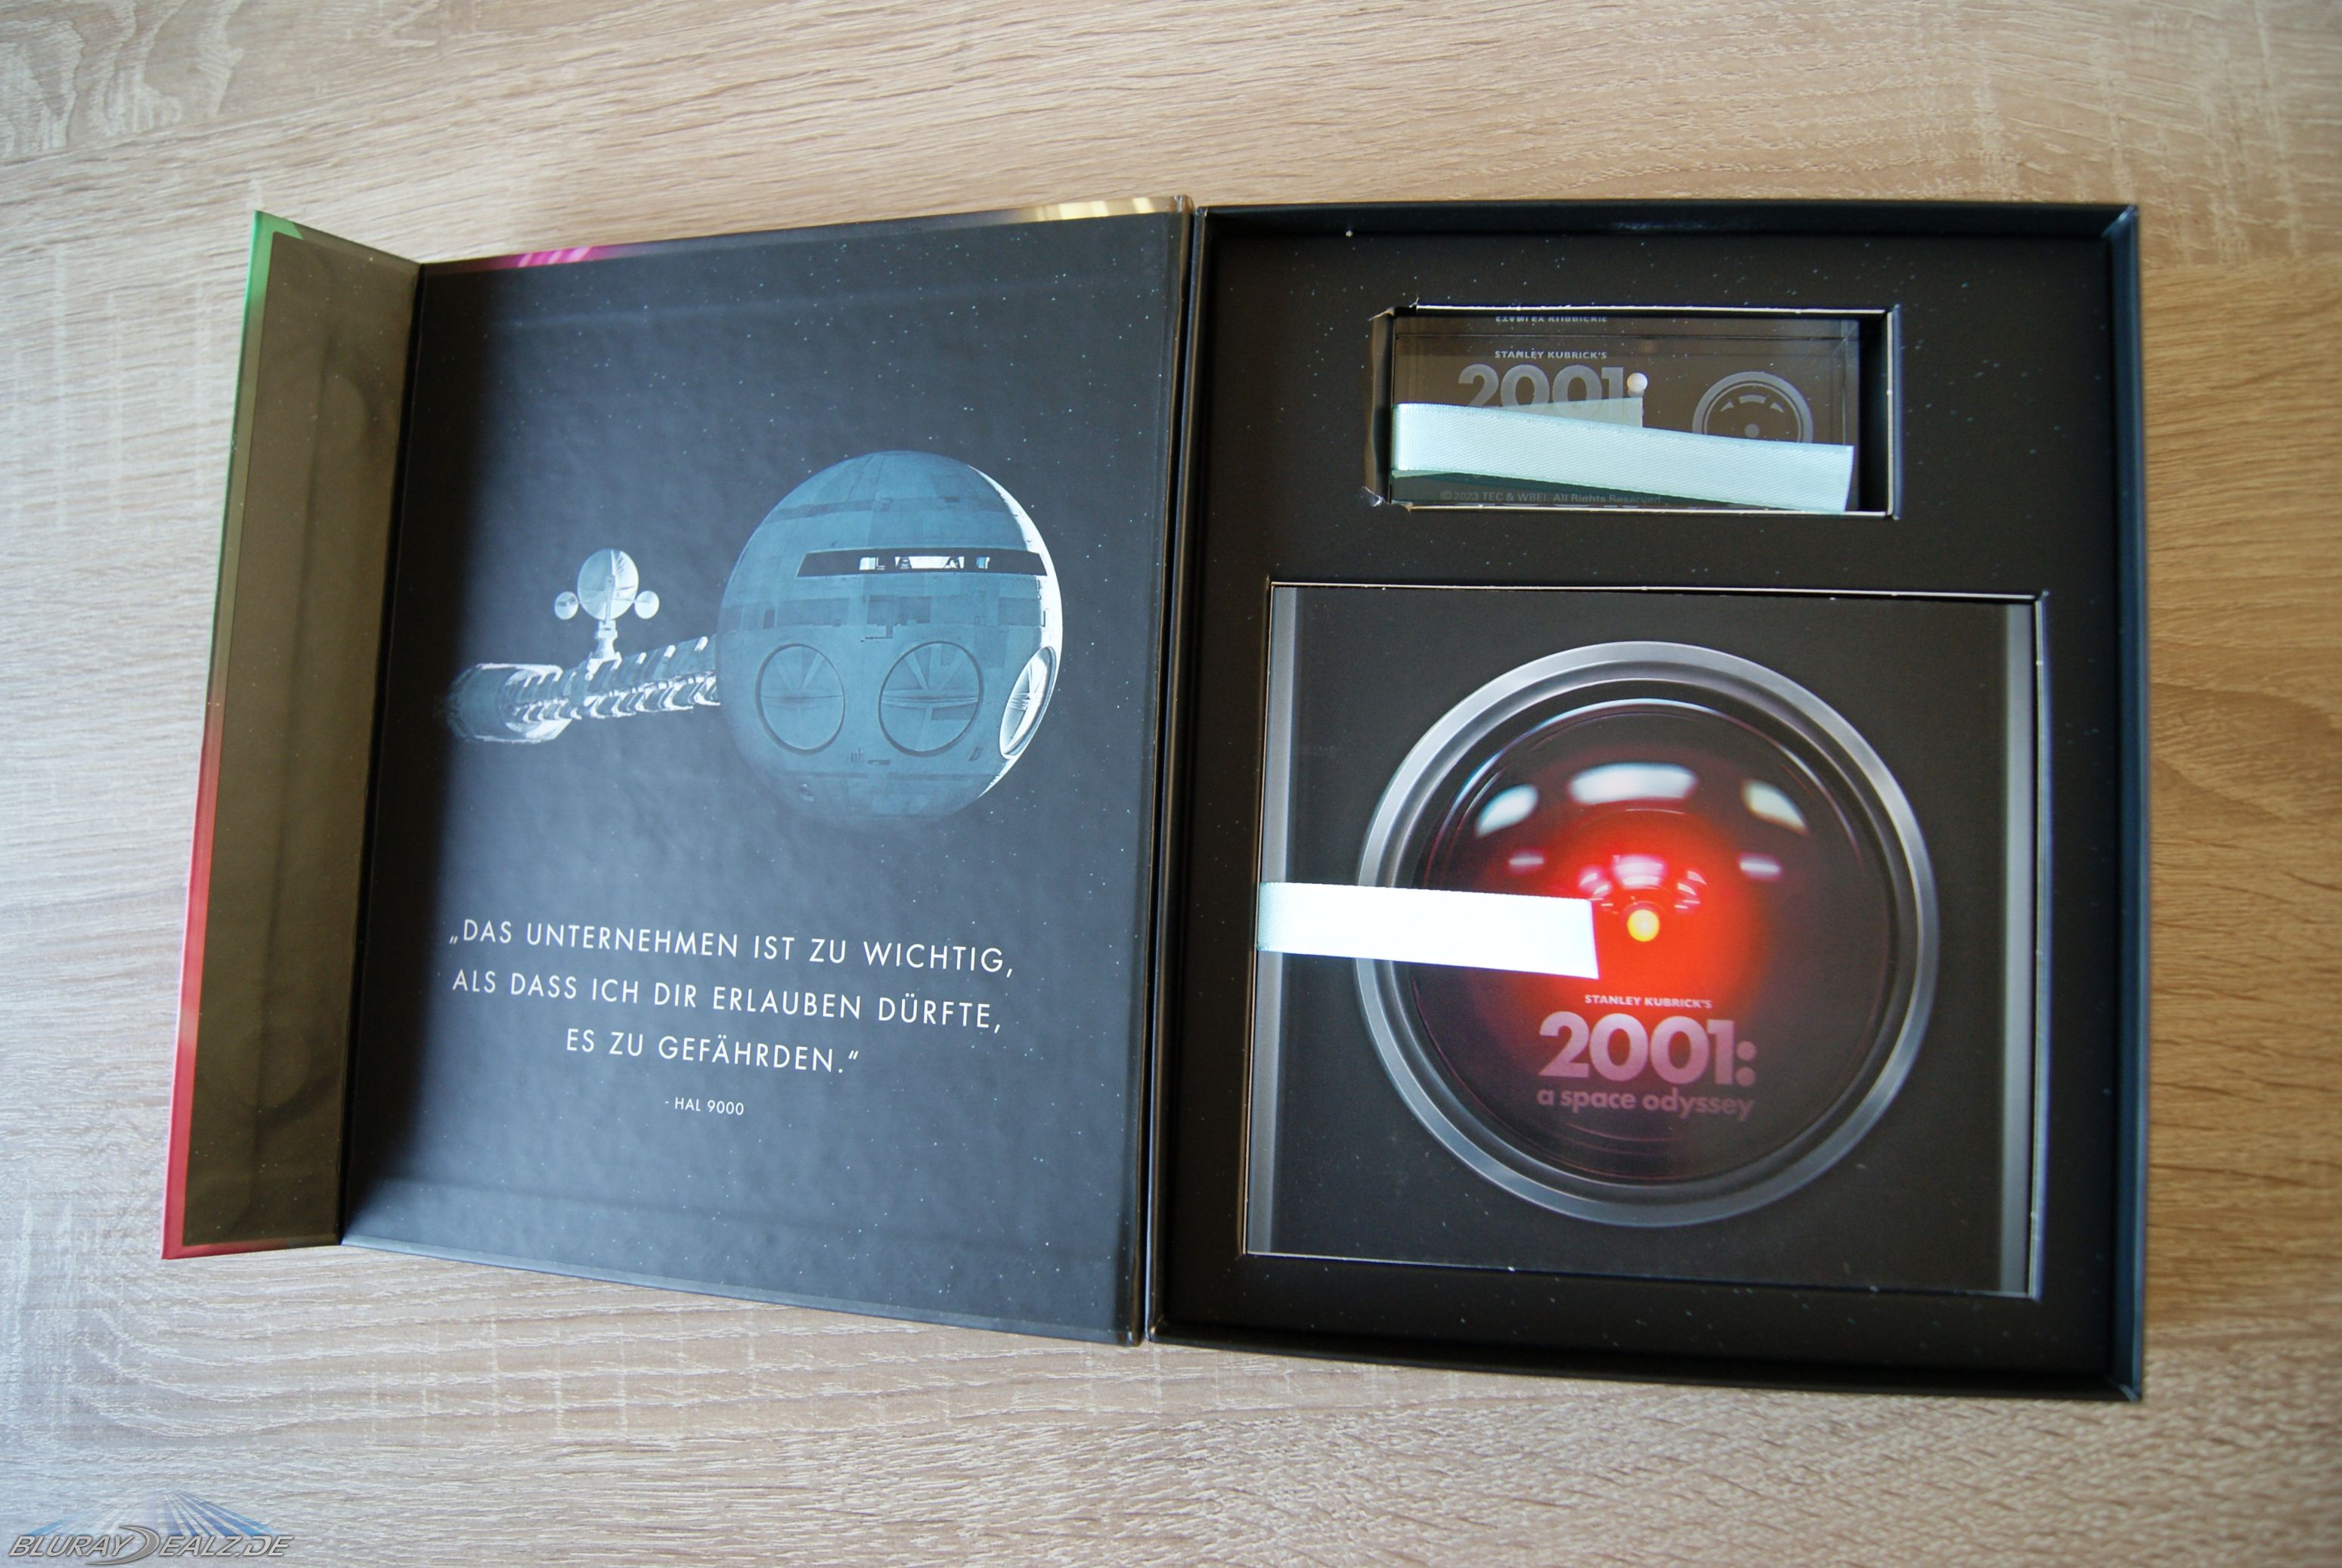 „DAS UNTERNEHMEN IST ZU WICHTIG,
ALS DASS ICH DIR ERLAUBEN DÜRFTE,
ES ZU GEFÄHRDEN.“
- HAL 9000
STANLEY KUBRICK'S
2001:
© 2023 TEC & WBEI. All Rights Reserved
STANLEY KUBRICK'S
2001:
a space odyssey
BLURAYDEALZ.DE